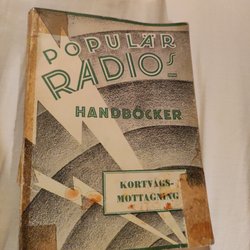 POPULÄR
RADIOS
HANDBÖCKER
KORTVÅGS-
MOTTAGNING